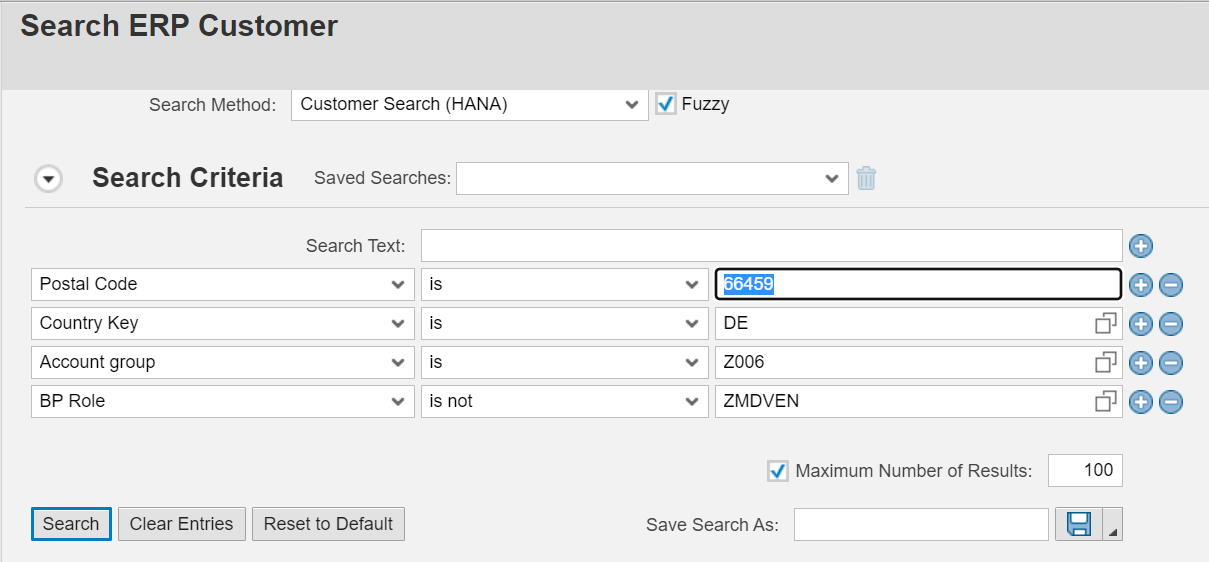 Search ERP Customer
Search Method: Customer Search (HANA) Fuzzy
Search Criteria Saved Searches:
Search Text:
Postal Code is 66459
Country Key is DE
Account group is Z006
BP Role is not ZMDVEN
Maximum Number of Results: 100
Search Clear Entries Reset to Default Save Search As: